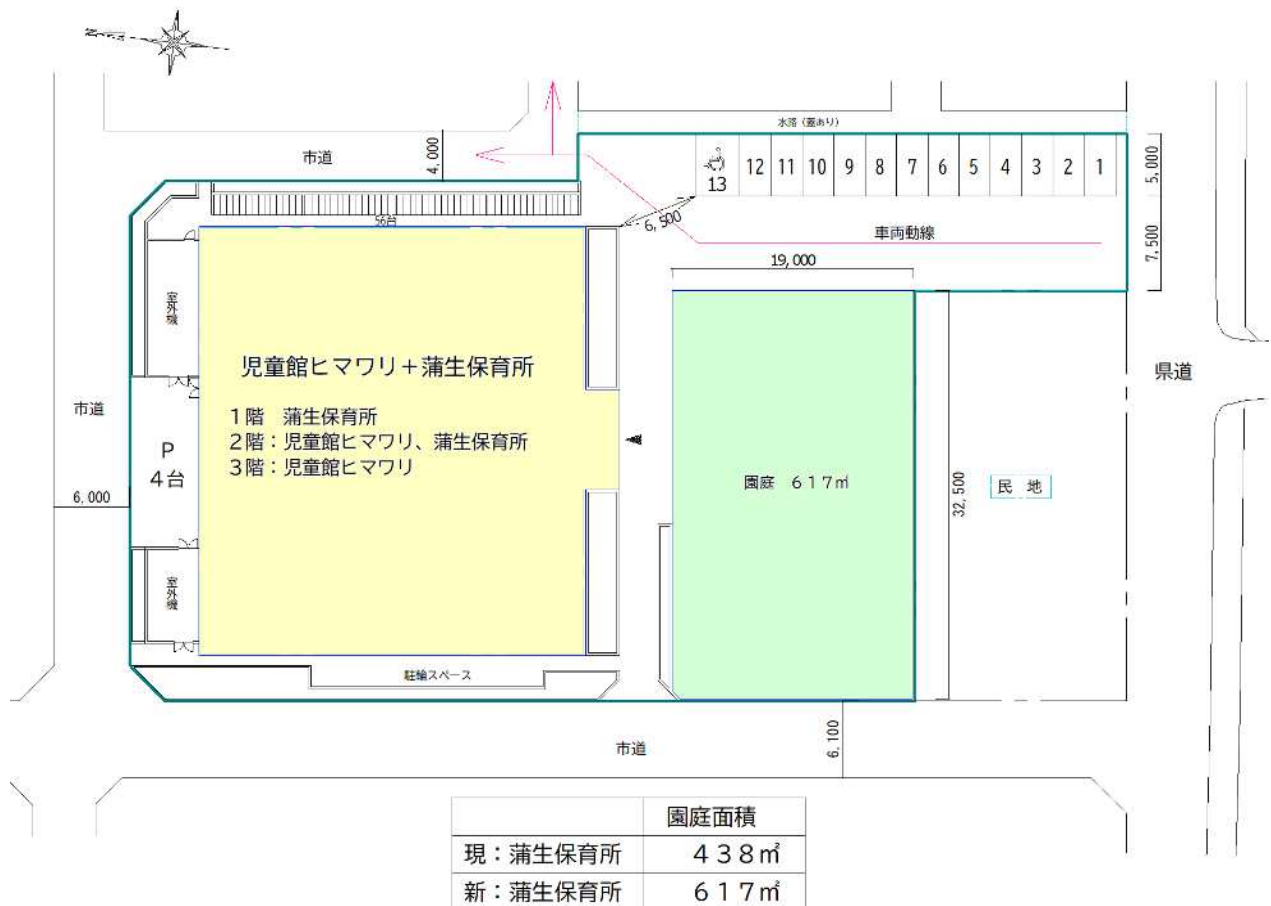 N
水路（蓋あり）
市道
4,000
13
12
11
10
9
8
7
6
5
4
3
2
1
5,000
56台
6,500
車両動線
7,500
19,000
室外機
児童館ヒマワリ＋蒲生保育所
県道
市道
1階　蒲生保育所
2階：児童館ヒマワリ、蒲生保育所
3階：児童館ヒマワリ
P
4台
園庭　617㎡
32,500
民　地
6,000
室外機
駐輪スペース
市道
6,100
園庭面積
現：蒲生保育所　438㎡
新：蒲生保育所　617㎡